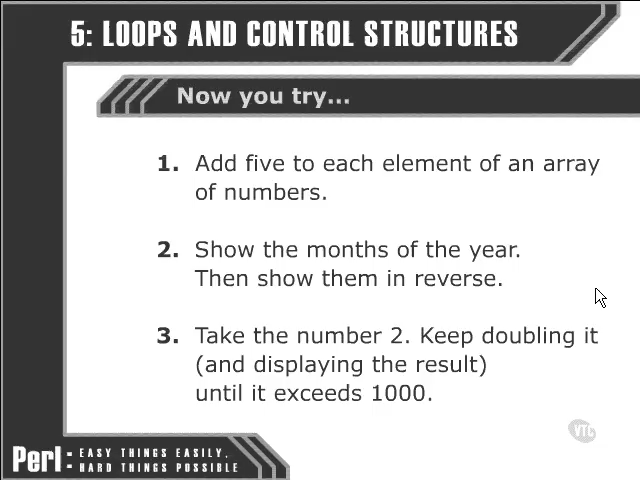 5: LOOPS AND CONTROL STRUCTURES
Now you try...
1. Add five to each element of an array
of numbers.
2. Show the months of the year.
Then show them in reverse.
3. Take the number 2. Keep doubling it
(and displaying the result)
until it exceeds 1000.
VTC
Perl: EASY THINGS EASILY.
HARD THINGS POSSIBLE